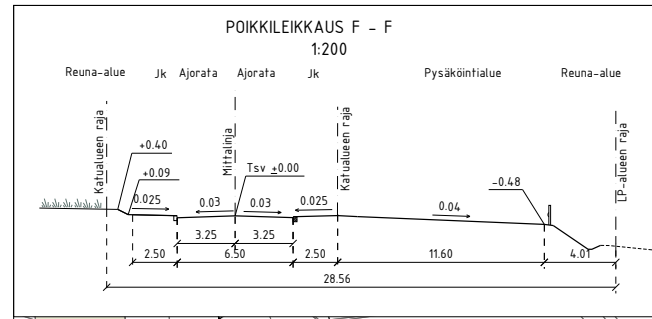 POIKKILEIKKAUS F - F
1:200
Reuna-alue Jk Ajorata Ajorata Jk Pysäköintialue Reuna-alue
Katualueen raja
Mittalinja
Katualueen raja
LP-alueen raja
+0.40
+0.09
Tsv ±0.00
-0.48
0.025 0.03 0.03 0.025 0.04
3.25 3.25
2.50 6.50 2.50 11.60 4.01
28.56